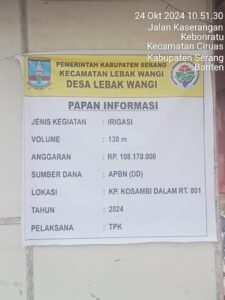 24 Okt 2024 10.51.30
Jalan Kaserangan
Kebonratu
Kecamatan Ciruas
Kabupaten Serang
Banten
PEMERINTAH KABUPATEN SERANG
KECAMATAN LEBAK WANGI
DESA LEBAK WANGI
PAPAN INFORMASI
JENIS KEGIATAN : IRIGASI
VOLUME : 130 m
ANGGARAN : RP. 108.170.000
SUMBER DANA : APBN (DD)
LOKASI : KP. KOSAMBI DALAM RT. 001
TAHUN : 2024
PELAKSANA : TPK